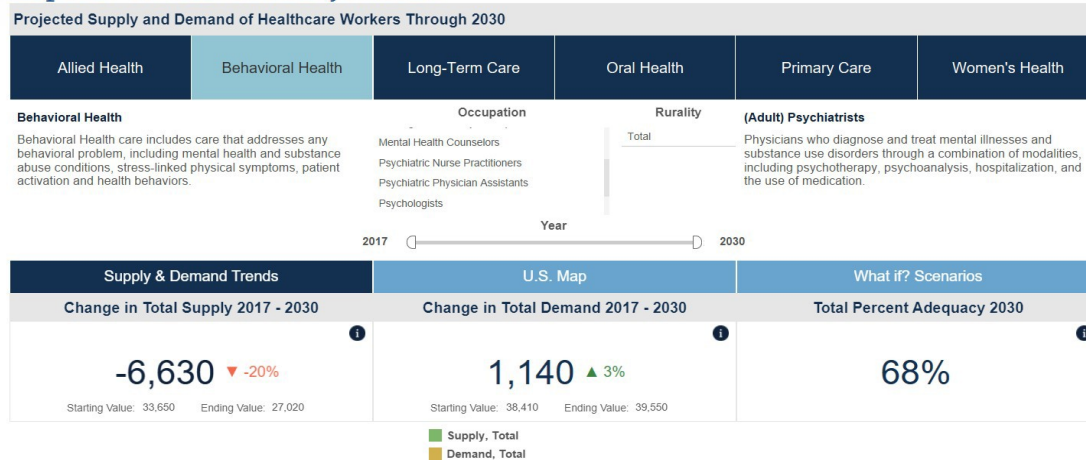 Projected Supply and Demand of Healthcare Workers Through 2030
Allied Health
Behavioral Health
Long-Term Care
Oral Health
Primary Care
Women's Health
Behavioral Health
Behavioral Health care includes care that addresses any
behavioral problem, including mental health and substance
abuse conditions, stress-linked physical symptoms, patient
activation and health behaviors.
Occupation
Mental Health Counselors
Psychiatric Nurse Practitioners
Psychiatric Physician Assistants
Psychologists
Rurality
Total
(Adult) Psychiatrists
Physicians who diagnose and treat mental illnesses and
substance use disorders through a combination of modalities,
including psychotherapy, psychoanalysis, hospitalization, and
the use of medication.
Year
2017
2030
Supply & Demand Trends
U.S. Map
What if? Scenarios
Change in Total Supply 2017 - 2030
Change in Total Demand 2017 - 2030
Total Percent Adequacy 2030
i
i
i
-6,630 ▼ -20%
1,140 ▲ 3%
68%
Starting Value: 33,650 Ending Value: 27,020
Starting Value: 38,410 Ending Value: 39,550
Supply, Total
Demand, Total